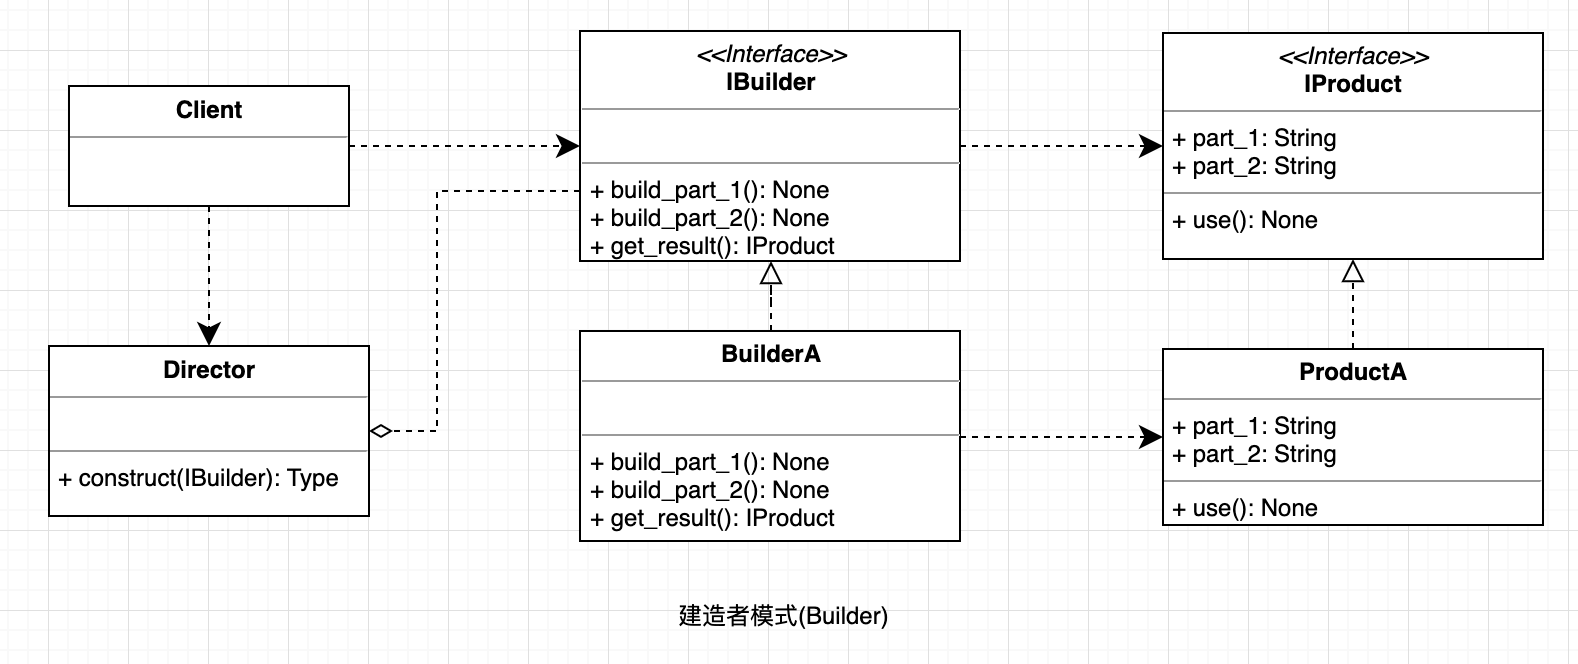 Client
<<Interface>>
IBuilder
+ build_part_1(): None
+ build_part_2(): None
+ get_result(): IProduct
<<Interface>>
IProduct
+ part_1: String
+ part_2: String
+ use(): None
Director
+ construct(IBuilder): Type
BuilderA
+ build_part_1(): None
+ build_part_2(): None
+ get_result(): IProduct
ProductA
+ part_1: String
+ part_2: String
+ use(): None
建造者模式(Builder)